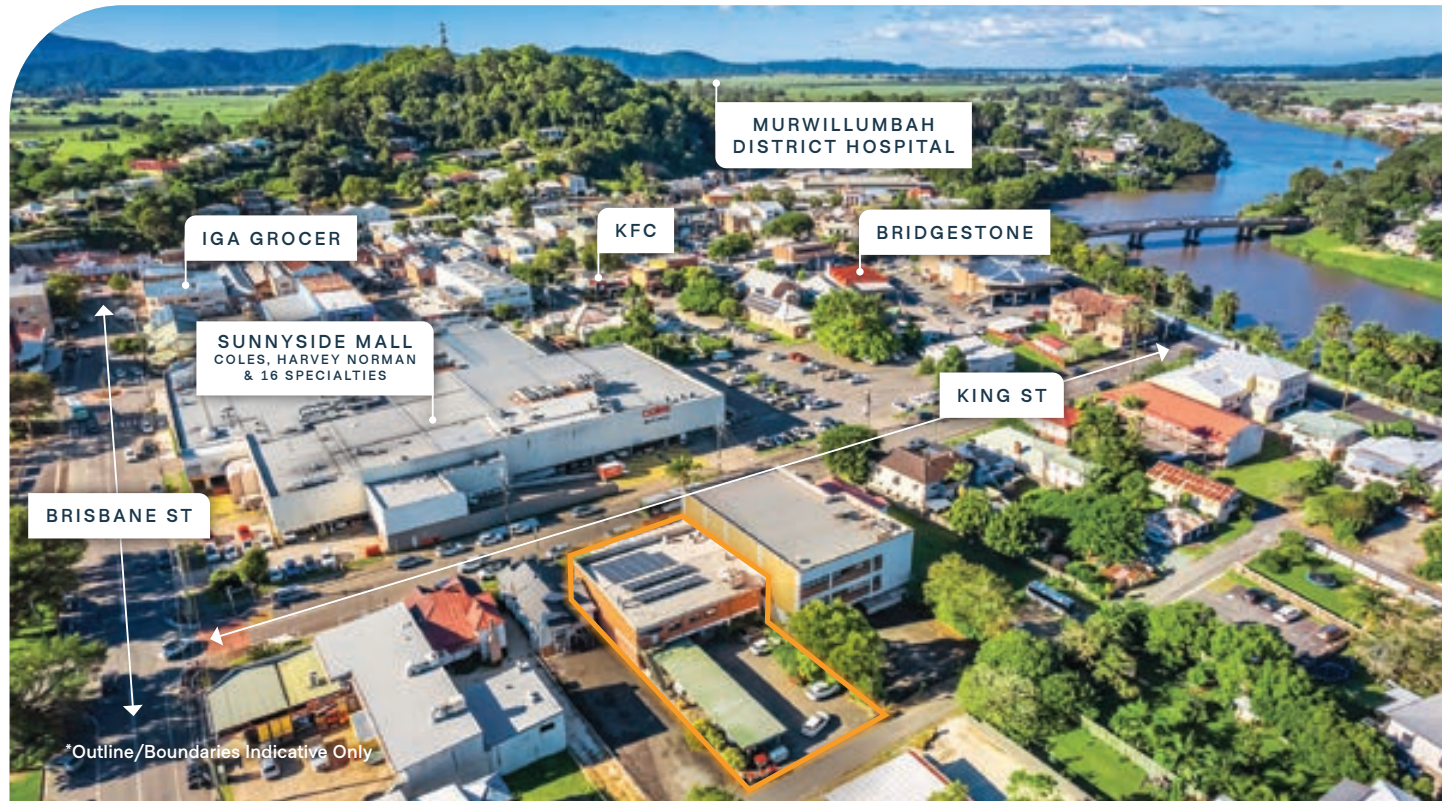 MURWILLUMBAH
DISTRICT HOSPITAL
IGA GROCER
KFC
BRIDGESTONE
SUNNYSIDE MALL
COLES, HARVEY NORMAN
& 16 SPECIALTIES
KING ST
coles
BRISBANE ST
*Outline/Boundaries Indicative Only